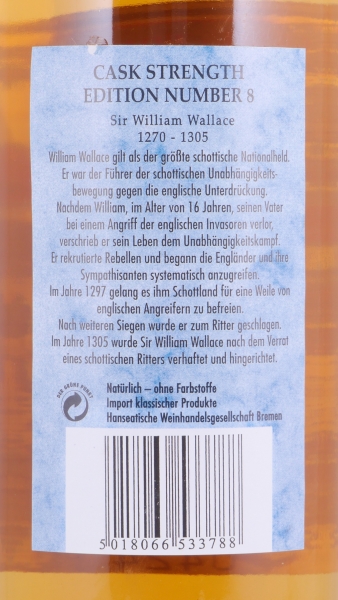 CASK STRENGTH
EDITION NUMBER 8
Sir William Wallace
1270 - 1305
William Wallace gilt als der größte schottische Nationalheld.
Er war der Führer der schottischen Unabhängigkeits-
bewegung gegen die englische Unterdrückung.
Nachdem William, im Alter von 16 Jahren, seinen Vater
bei einem Angriff der englischen Invasoren verlor,
verschrieb er sein Leben dem Unabhängigkeitskampf.
Er rekrutierte Rebellen und begann die Engländer und ihre
Sympathisanten systematisch anzugreifen.
Im Jahre 1297 gelang es ihm Schottland für eine Weile von
englischen Angreifern zu befreien.
Nach weiteren Siegen wurde er zum Ritter geschlagen.
Im Jahre 1305 wurde Sir William Wallace nach dem Verrat
eines schottischen Ritters verhaftet und hingerichtet.
DER GRÜNE PUNKT
Natürlich – ohne Farbstoffe
Import klassischer Produkte
Hanseatische Weinhandelsgesellschaft Bremen
5 018066 533788